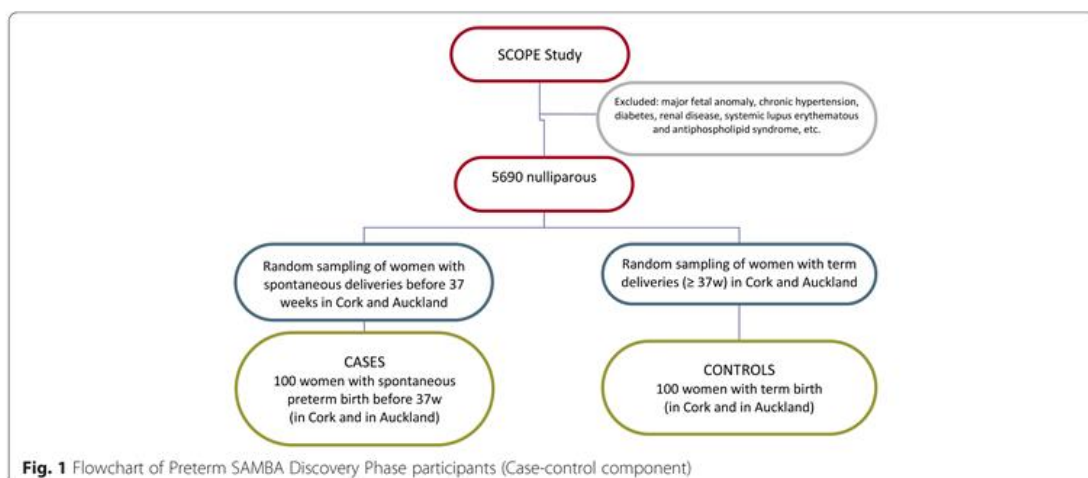 SCOPE Study
Excluded: major fetal anomaly, chronic hypertension,
diabetes, renal disease, systemic lupus erythematous
and antiphospholipid syndrome, etc.
5690 nulliparous
Random sampling of women with
spontaneous deliveries before 37
weeks in Cork and Auckland
Random sampling of women with term
deliveries (≥ 37w) in Cork and Auckland
CASES
100 women with spontaneous
preterm birth before 37w
(in Cork and in Auckland)
CONTROLS
100 women with term birth
(in Cork and in Auckland)
Fig. 1 Flowchart of Preterm SAMBA Discovery Phase participants (Case-control component)